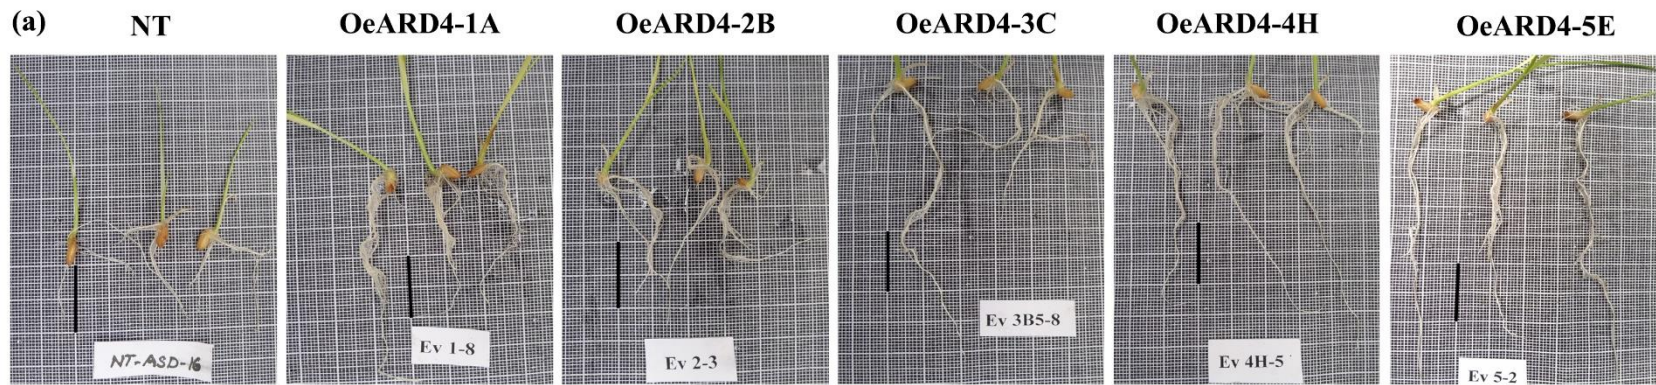 (a) NT OeARD4-1A OeARD4-2B OeARD4-3C OeARD4-4H OeARD4-5E
NT-ASD-16
Ev 1-8
Ev 2-3
Ev 3B5-8
Ev 4H-5
Ev 5-2